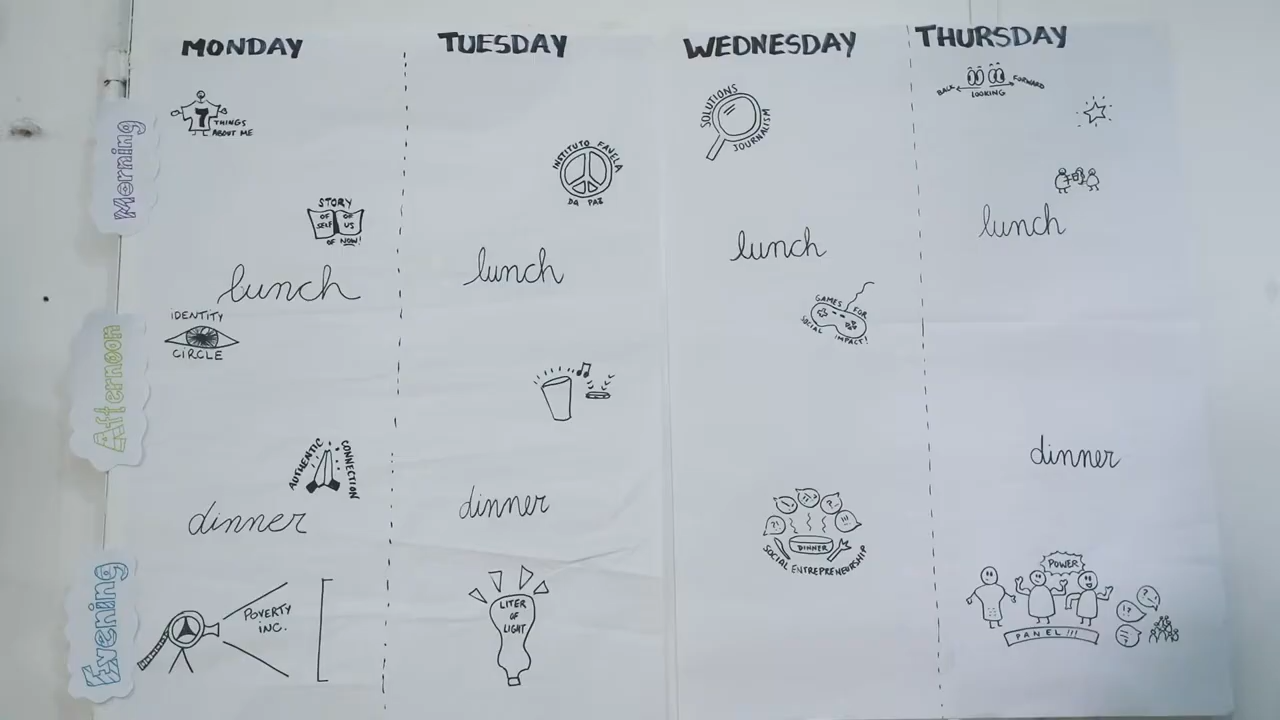 MONDAY
TUESDAY
WEDNESDAY
THURSDAY
Morning
Afternoon
Evening
7 THINGS
ABOUT ME
STORY
OF SELF
OF US
OF NOW!
lunch
IDENTITY
CIRCLE
AUTHENTIC CONNECTION
dinner
POVERTY
INC.
INSTITUTO FAVELA
DA PAZ
lunch
dinner
LITER
OF
LIGHT
SOLUTIONS
JOURNALISM
lunch
GAMES FOR
SOCIAL IMPACT!
?!
!
?!?
?..
!!!
DINNER
SOCIAL ENTREPRENEURSHIP
BACK FORWARD
LOOKING
lunch
dinner
POWER
PANEL!!!
!?
?..!